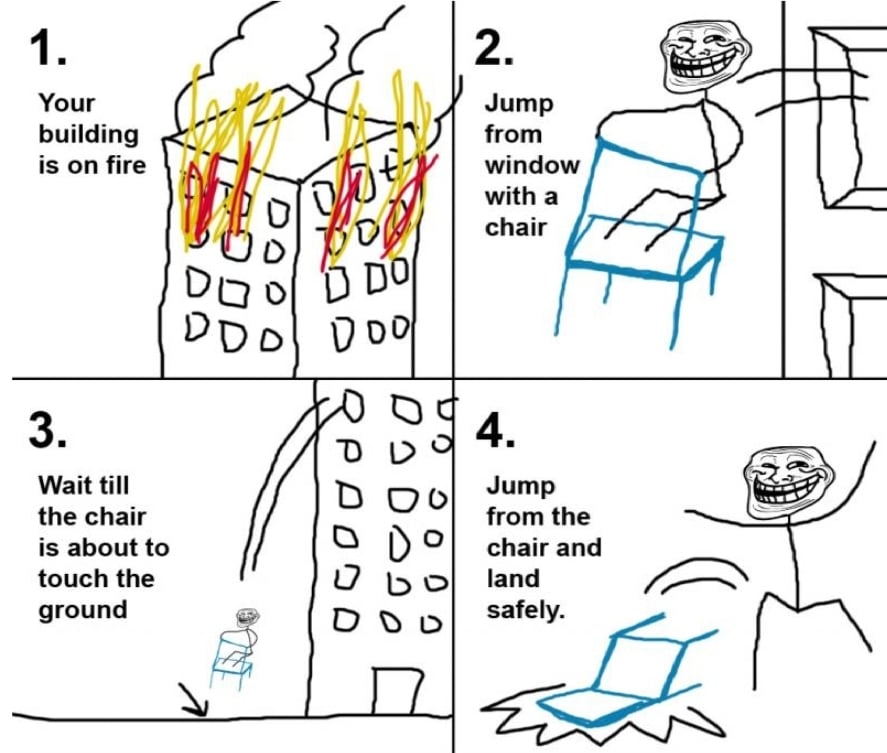 1.
Your
building
is on fire
2.
Jump
from
window
with a
chair
3.
Wait till
the chair
is about to
touch the
ground
4.
Jump
from the
chair and
land
safely.